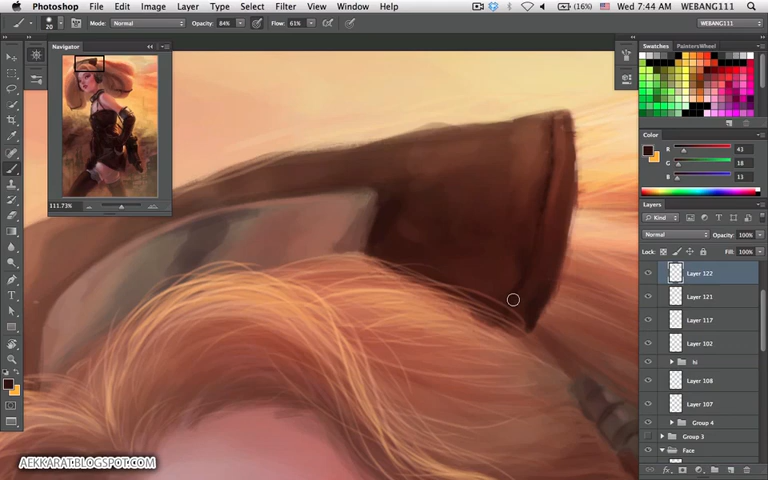 Photoshop File Edit Image Layer Type Select Filter Imag View Window Help (16%) Wed 7:44 AM WEBANG111
20 Mode: Normal Opacity: 84% Flow: 61% WEBANG111
Navigator
111.73%
Swatches PaintersWheel
Color
R 43
G 18
B 15
Layers
Kind
Normal Opacity: 100%
Lock: Fill: 100%
Layer 122
Layer 121
Layer 117
Layer 102
hi
Layer 108
Layer 107
Group 4
Group 3
Face
AEKKARAT.BLOGSPOT.COM